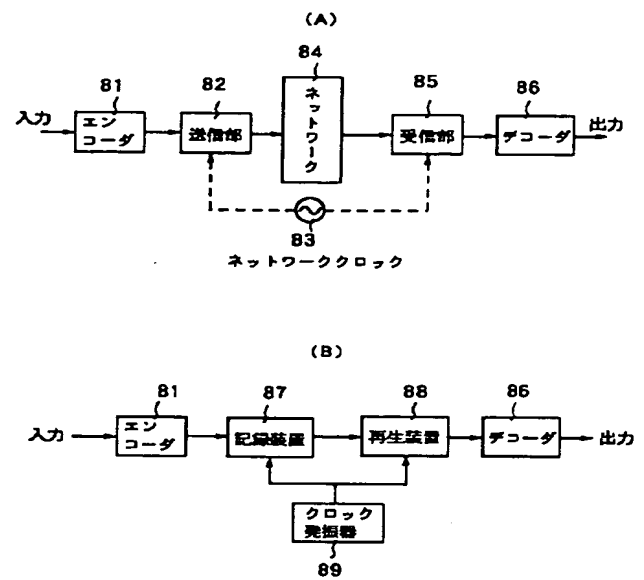 (A)
84
81
82
85
86
入力
エン
コーダ
送信部
ネットワーク
受信部
デコーダ
出力
83
ネットワーククロック
(B)
81
87
88
86
入力
エン
コーダ
記録装置
再生装置
デコーダ
出力
クロック
発振器
89